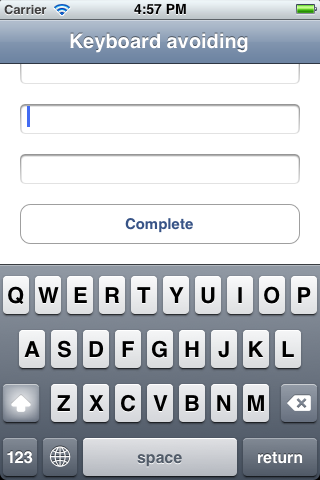 Carrier 4:57 PM
Keyboard avoiding
Complete
Q W E R T Y U I O P
A S D F G H J K L
Z X C V B N M
123 space return